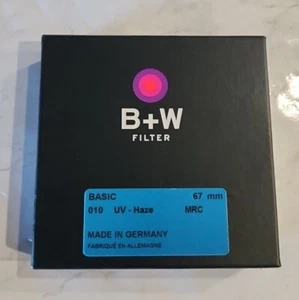 B+W
FILTER
BASIC 67 mm
010 UV - Haze MRC
MADE IN GERMANY
FABRIQUÉ EN ALLEMAGNE